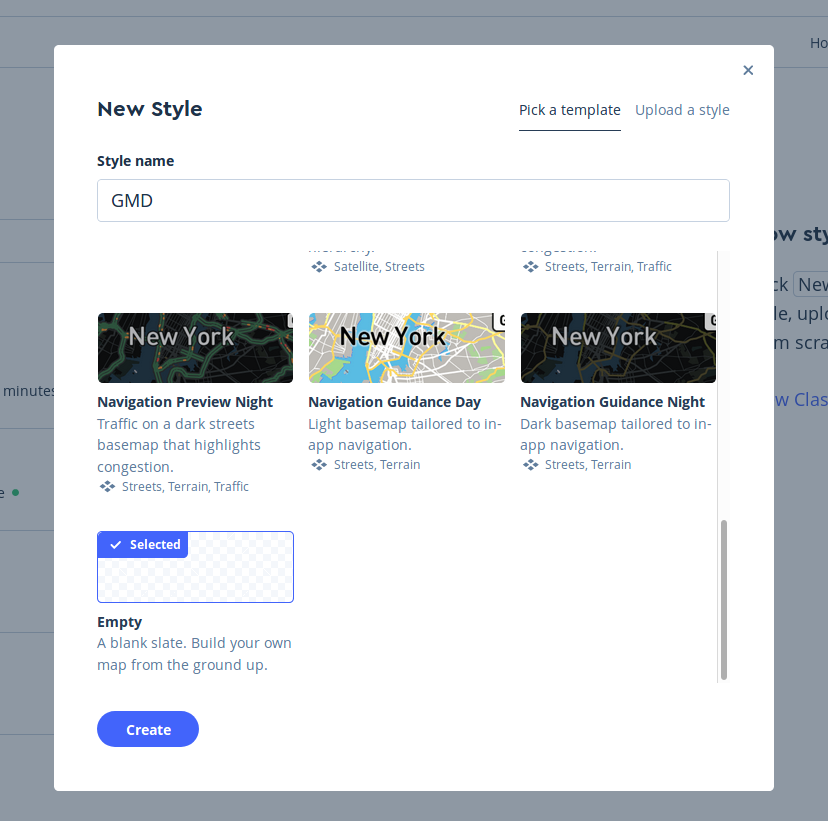 Ho
×
New Style
Pick a template
Upload a style
Style name
GMD
hierarchy.
congestion.
Satellite, Streets
Streets, Terrain, Traffic
New York
New York
G
New York
G
Navigation Preview Night
Navigation Guidance Day
Navigation Guidance Night
Traffic on a dark streets
basemap that highlights
congestion.
Light basemap tailored to in-
app navigation.
Dark basemap tailored to in-
app navigation.
Streets, Terrain, Traffic
Streets, Terrain
Streets, Terrain
Selected
Empty
A blank slate. Build your own
map from the ground up.
Create
minutes
e
ow sty
ck New
le, uplo
m scra
w Clas